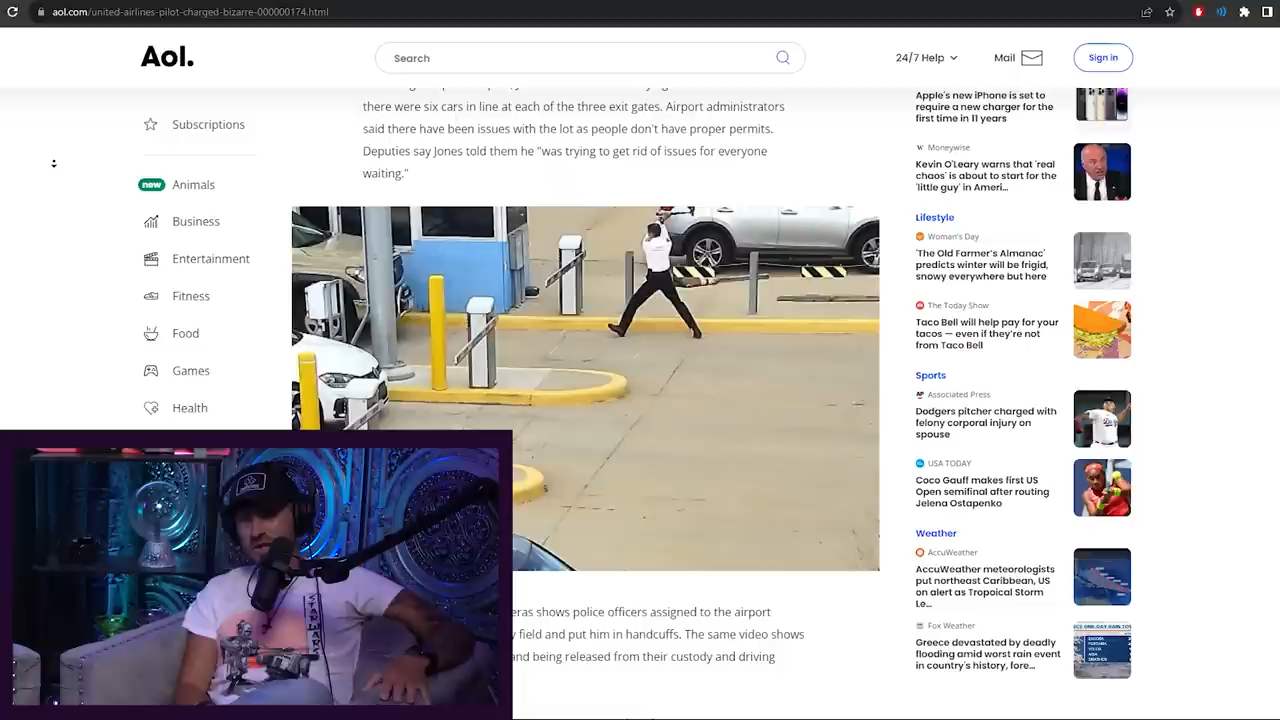 aol.com/united-airlines-pilot-charged-bizarre-000000174.html
Aol.
Search
24/7 Help
Mail
Sign in
Subscriptions
new
Animals
Business
Entertainment
Fitness
Food
Games
Health
there were six cars in line at each of the three exit gates. Airport administrators
said there have been issues with the lot as people don't have proper permits.
Deputies say Jones told them he "was trying to get rid of issues for everyone
waiting."
eras shows police officers assigned to the airport
field and put him in handcuffs. The same video shows
and being released from their custody and driving
Apple's new iPhone is set to
require a new charger for the
first time in 11 years
Moneywise
Kevin O'Leary warns that 'real
chaos' is about to start for the
'little guy' in Ameri...
Lifestyle
Woman's Day
'The Old Farmer's Almanac'
predicts winter will be frigid,
snowy everywhere but here
The Today Show
Taco Bell will help pay for your
tacos — even if they're not
from Taco Bell
Sports
Associated Press
Dodgers pitcher charged with
felony corporal injury on
spouse
USA TODAY
Coco Gauff makes first US
Open semifinal after routing
Jelena Ostapenko
Weather
AccuWeather
AccuWeather meteorologists
put northeast Caribbean, US
on alert as Tropoical Storm
Le...
Fox Weather
Greece devastated by deadly
flooding amid worst rain event
in country's history, fore...